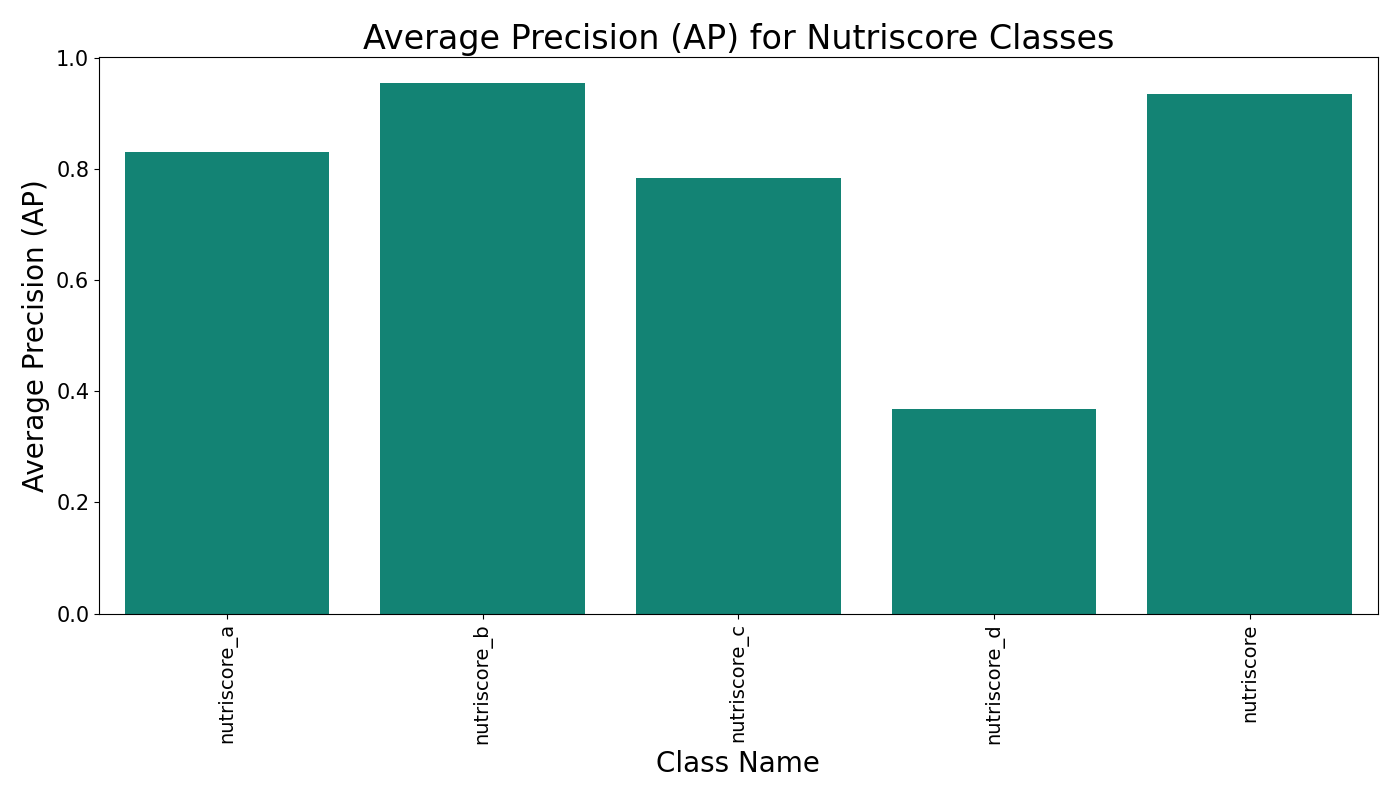 Average Precision (AP) for Nutriscore Classes
Average Precision (AP)
1.0
0.8
0.6
0.4
0.2
0.0
nutriscore_a
nutriscore_b
nutriscore_c
nutriscore_d
nutriscore
Class Name